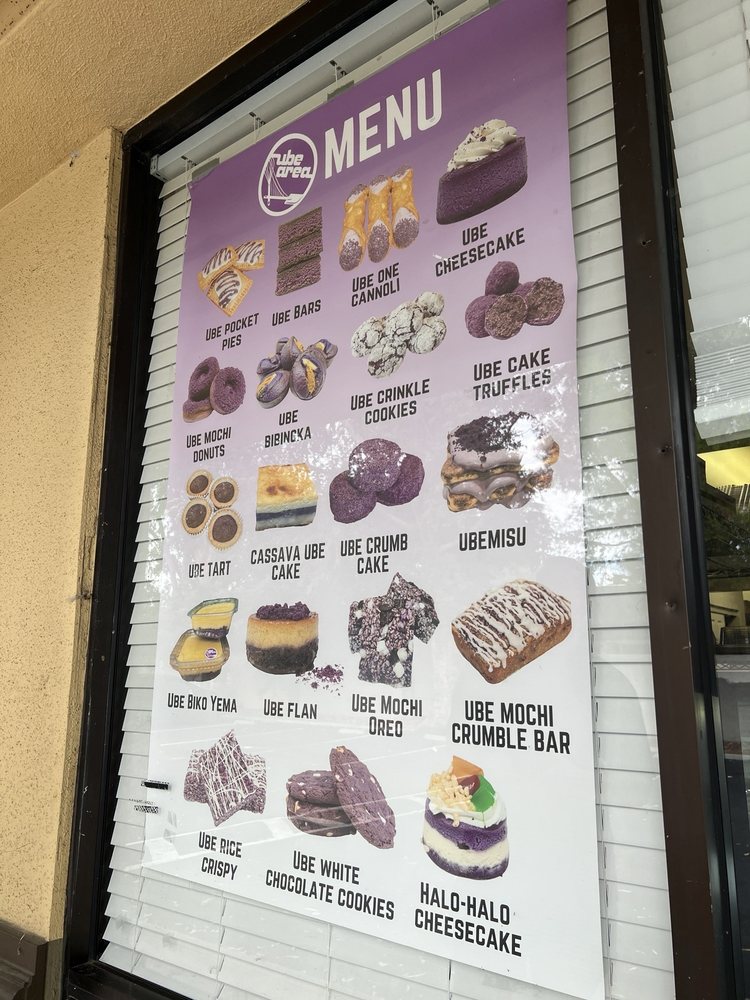 ube
area
MENU
UBE POCKET
PIES
UBE BARS
UBE ONE
CANNOLI
UBE
CHEESECAKE
UBE MOCHI
DONUTS
UBE
BIBINGKA
UBE CRINKLE
COOKIES
UBE CAKE
TRUFFLES
UBE TART
CASSAVA UBE
CAKE
UBE CRUMB
CAKE
UBEMISU
UBE BIKO YEMA
UBE FLAN
UBE MOCHI
OREO
UBE MOCHI
CRUMBLE BAR
UBE RICE
CRISPY
UBE WHITE
CHOCOLATE COOKIES
HALO-HALO
CHEESECAKE